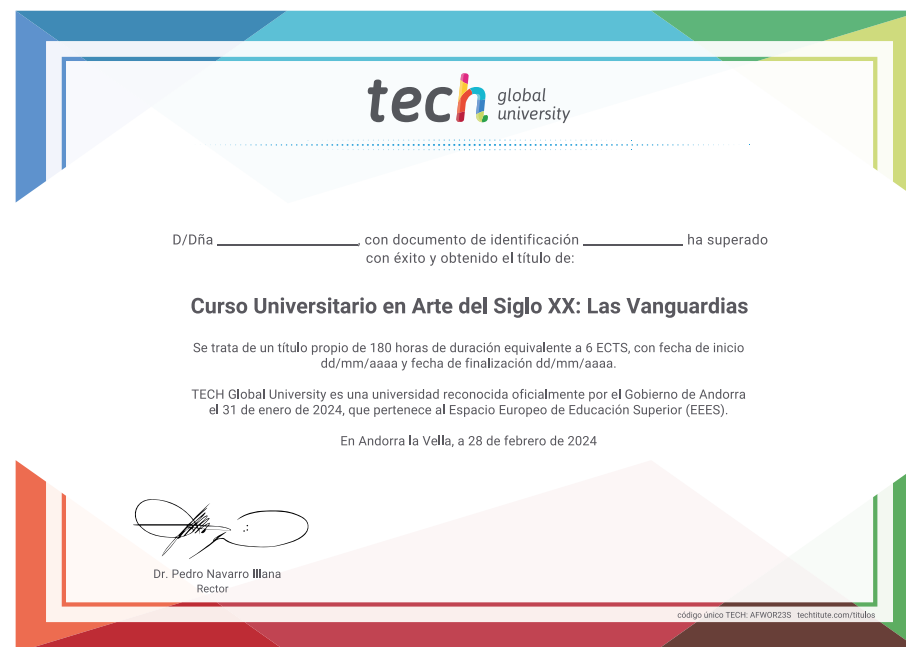 tech global university
D/Dña ____________________, con documento de identificación ______________ ha superado
con éxito y obtenido el título de:
Curso Universitario en Arte del Siglo XX: Las Vanguardias
Se trata de un título propio de 180 horas de duración equivalente a 6 ECTS, con fecha de inicio
dd/mm/aaaa y fecha de finalización dd/mm/aaaa.
TECH Global University es una universidad reconocida oficialmente por el Gobierno de Andorra
el 31 de enero de 2024, que pertenece al Espacio Europeo de Educación Superior (EEES).
En Andorra la Vella, a 28 de febrero de 2024
Dr. Pedro Navarro Illana
Rector
código único TECH: AFWOR23S techtitute.com/titulos